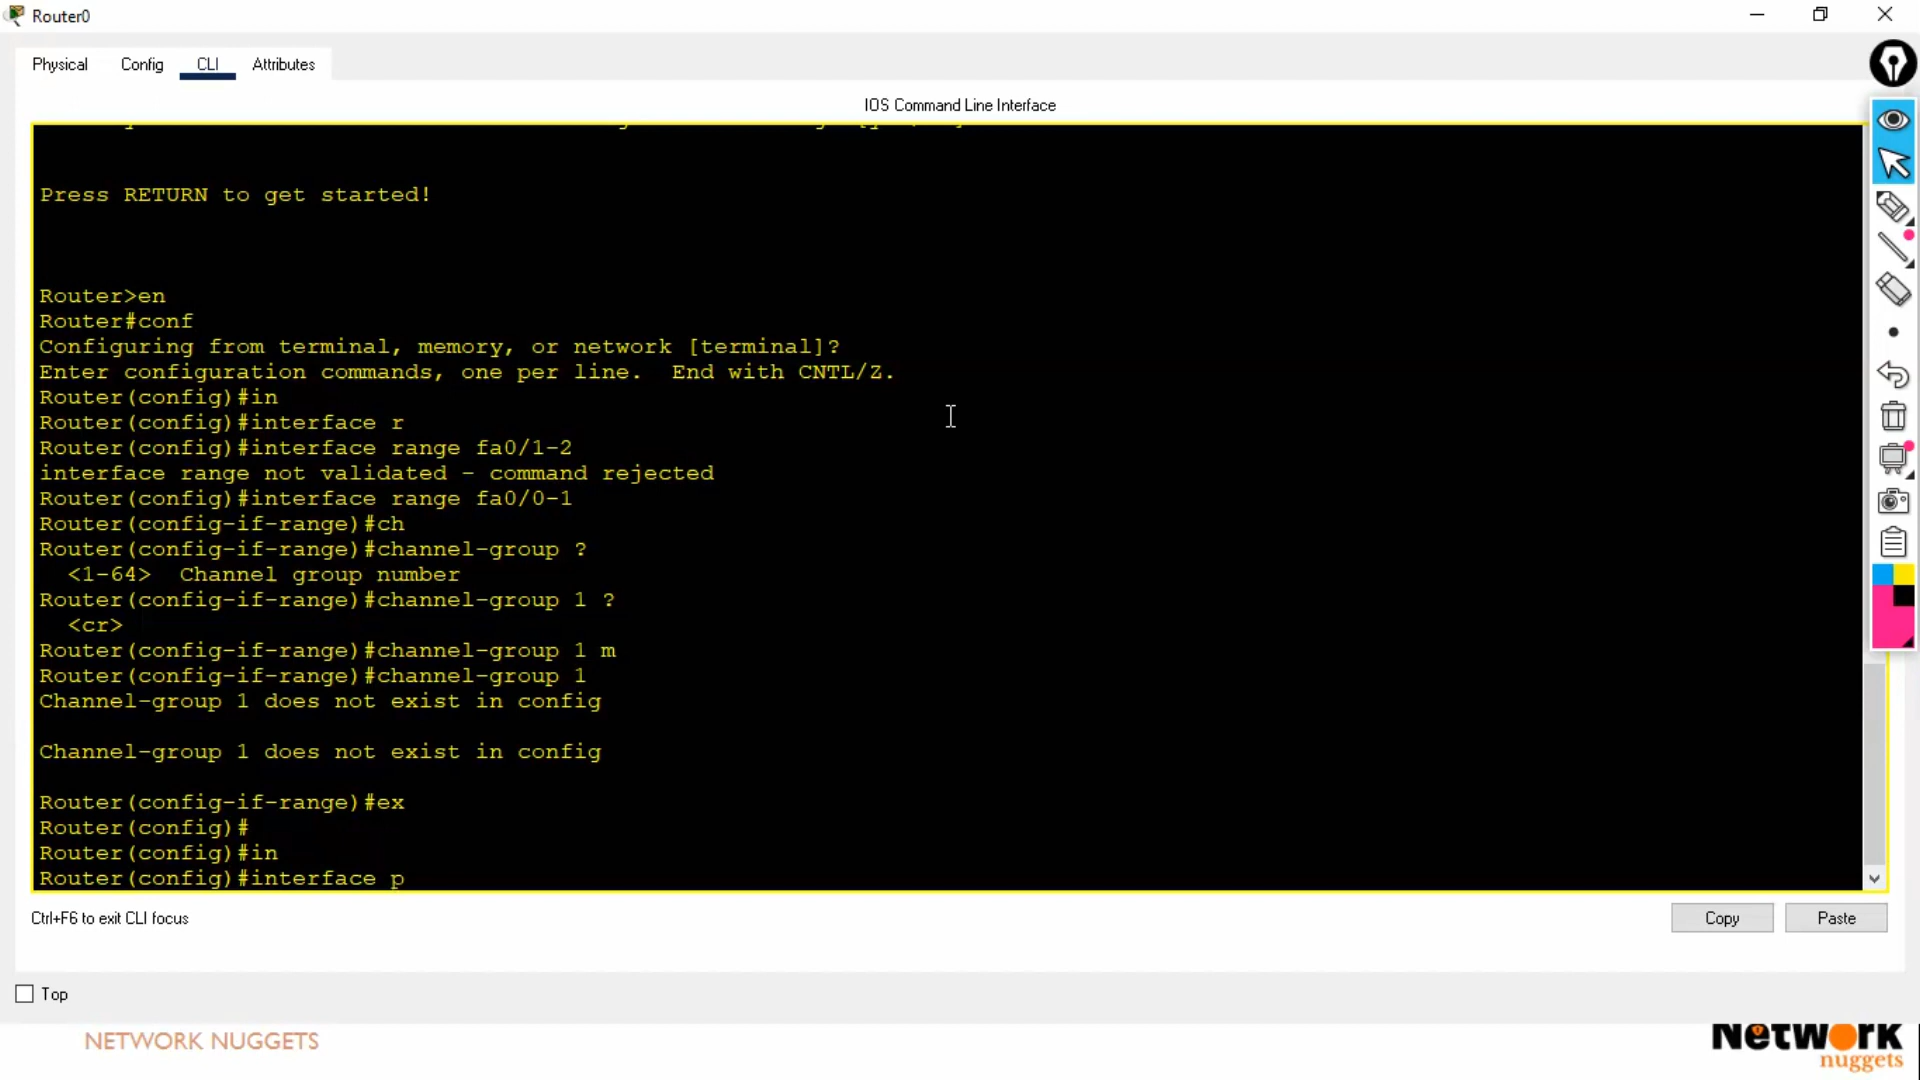 Router0
Physical Config CLI Attributes
IOS Command Line Interface
Press RETURN to get started!
Router>en
Router#conf
Configuring from terminal, memory, or network [terminal]?
Enter configuration commands, one per line.  End with CNTL/Z.
Router(config)#in
Router(config)#interface r
Router(config)#interface range fa0/1-2
interface range not validated - command rejected
Router(config)#interface range fa0/0-1
Router(config-if-range)#ch
Router(config-if-range)#channel-group ?
<1-64>  Channel group number
Router(config-if-range)#channel-group 1 ?
<cr>
Router(config-if-range)#channel-group 1 m
Router(config-if-range)#channel-group 1
Channel-group 1 does not exist in config
Channel-group 1 does not exist in config
Router(config-if-range)#ex
Router(config)#
Router(config)#in
Router(config)#interface p
Ctrl+F6 to exit CLI focus
Copy Paste
Top
NETWORK NUGGETS
Network
nuggets